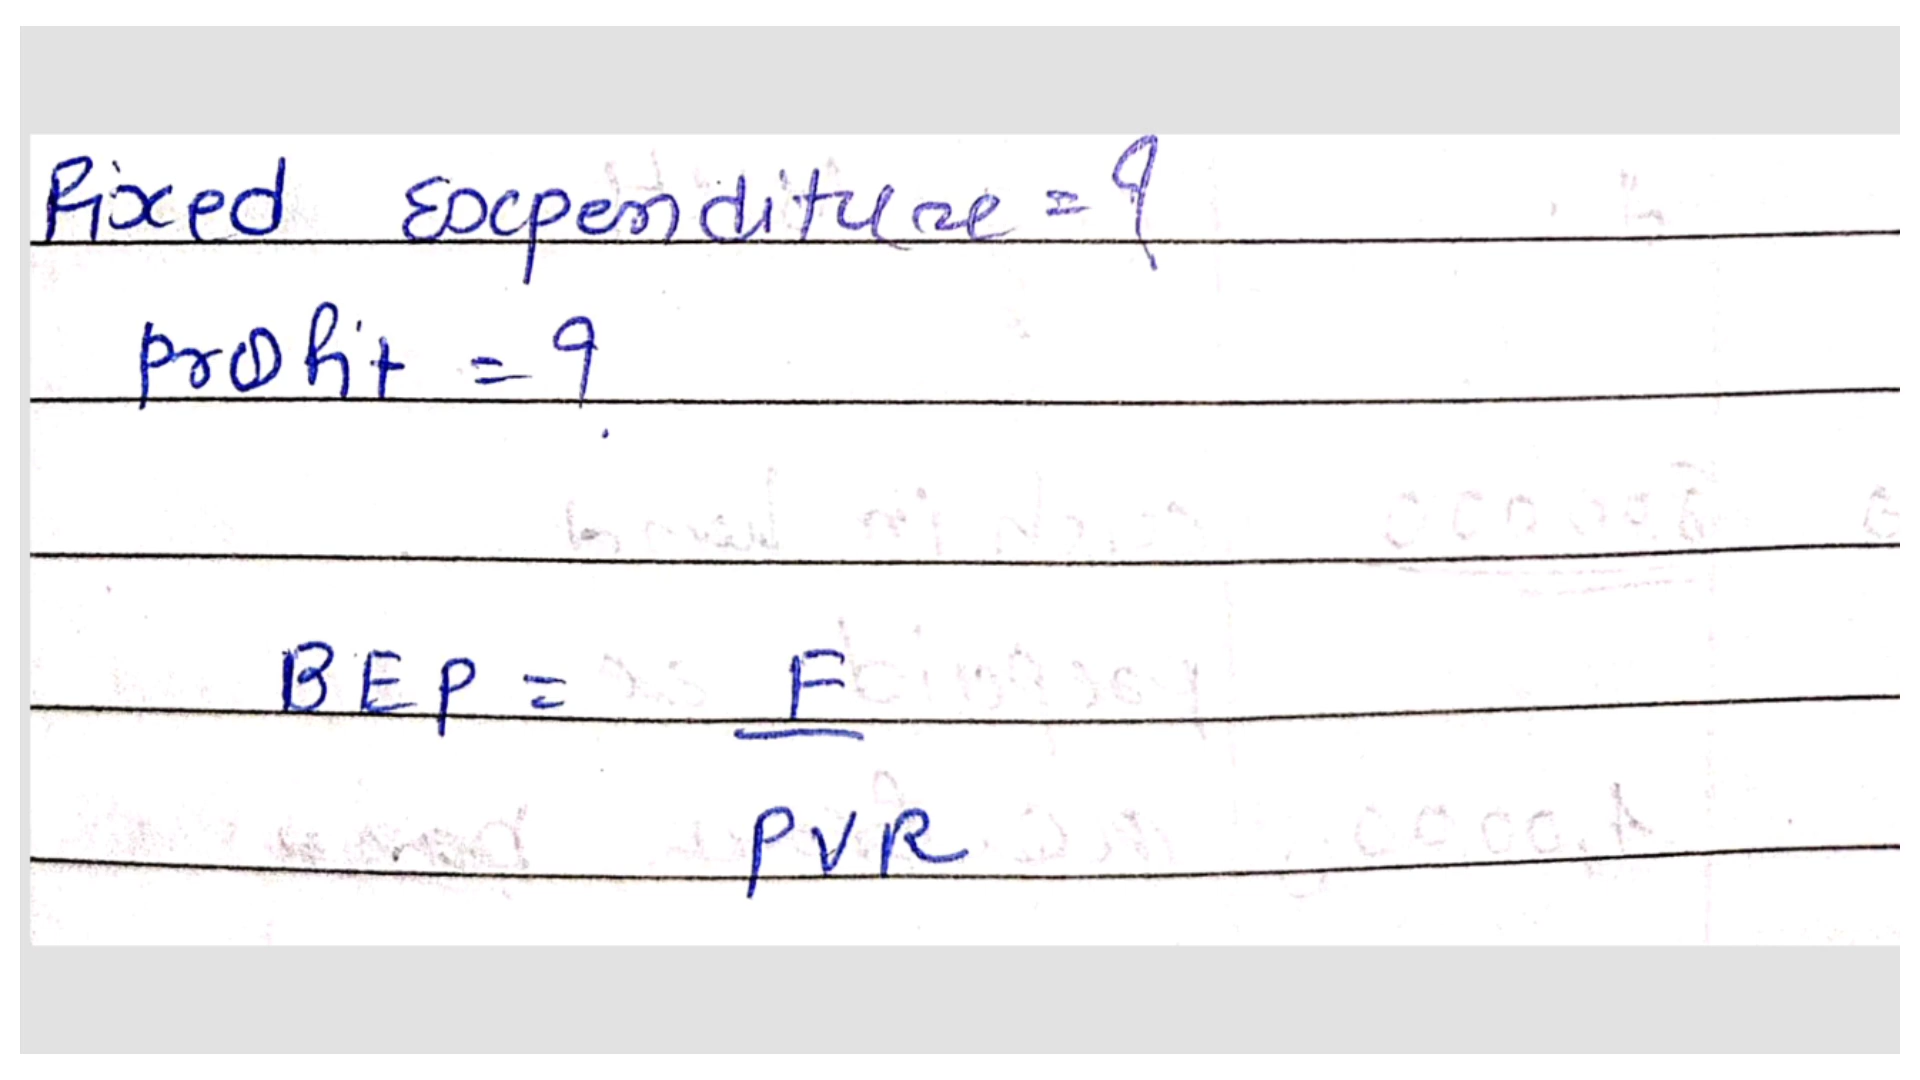 Fixed Expenditure = ?
profit = ?
BEP = F
PVR